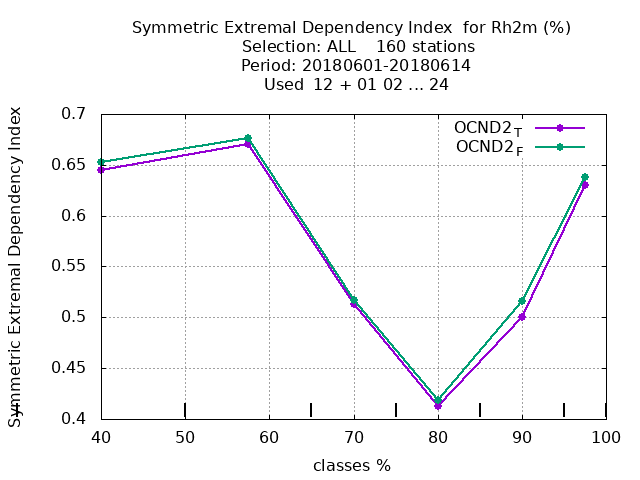 Symmetric Extremal Dependency Index  for Rh2m (%)
Selection: ALL    160 stations
Period: 20180601-20180614
Used  12 + 01 02 ... 24
Symmetric Extremal Dependency Index
0.7
0.65
0.6
0.55
0.5
0.45
0.4
OCND2_T
OCND2_F
40 50 60 70 80 90 100
classes %